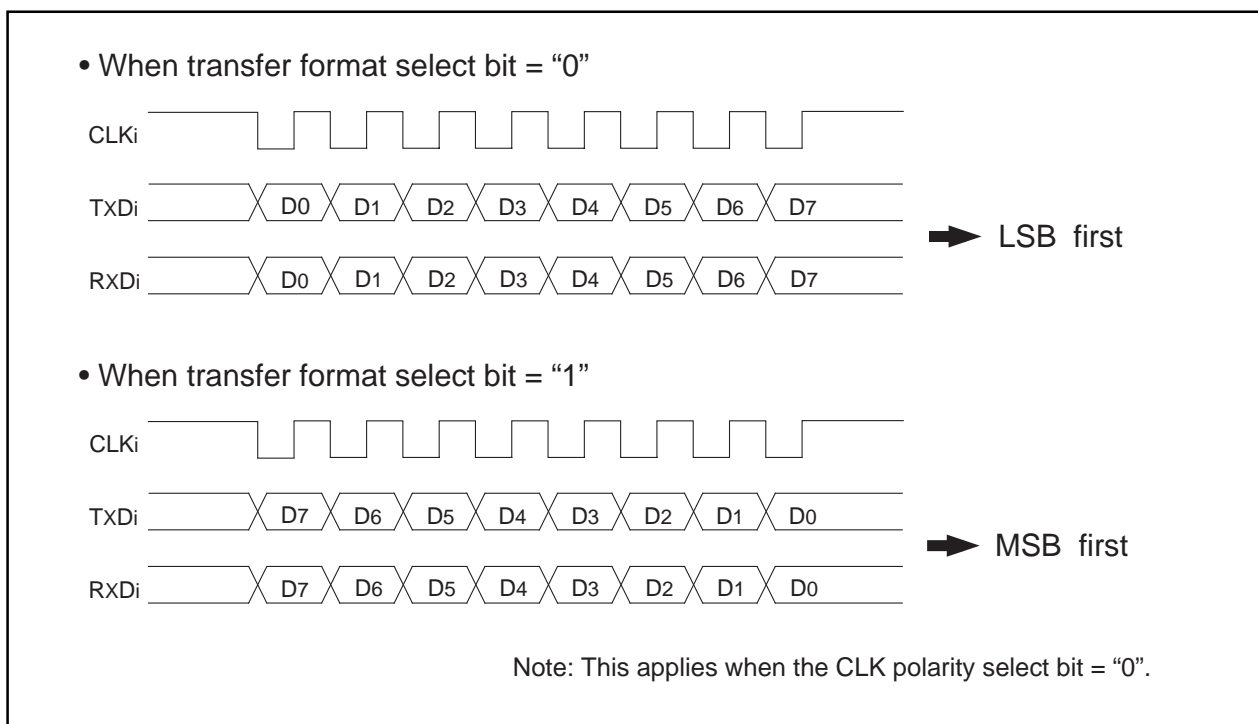 • When transfer format select bit = “0”
CLKi
TXDi D0 D1 D2 D3 D4 D5 D6 D7
RXDi D0 D1 D2 D3 D4 D5 D6 D7
LSB first
• When transfer format select bit = “1”
CLKi
TXDi D7 D6 D5 D4 D3 D2 D1 D0
RXDi D7 D6 D5 D4 D3 D2 D1 D0
MSB first
Note: This applies when the CLK polarity select bit = “0”.